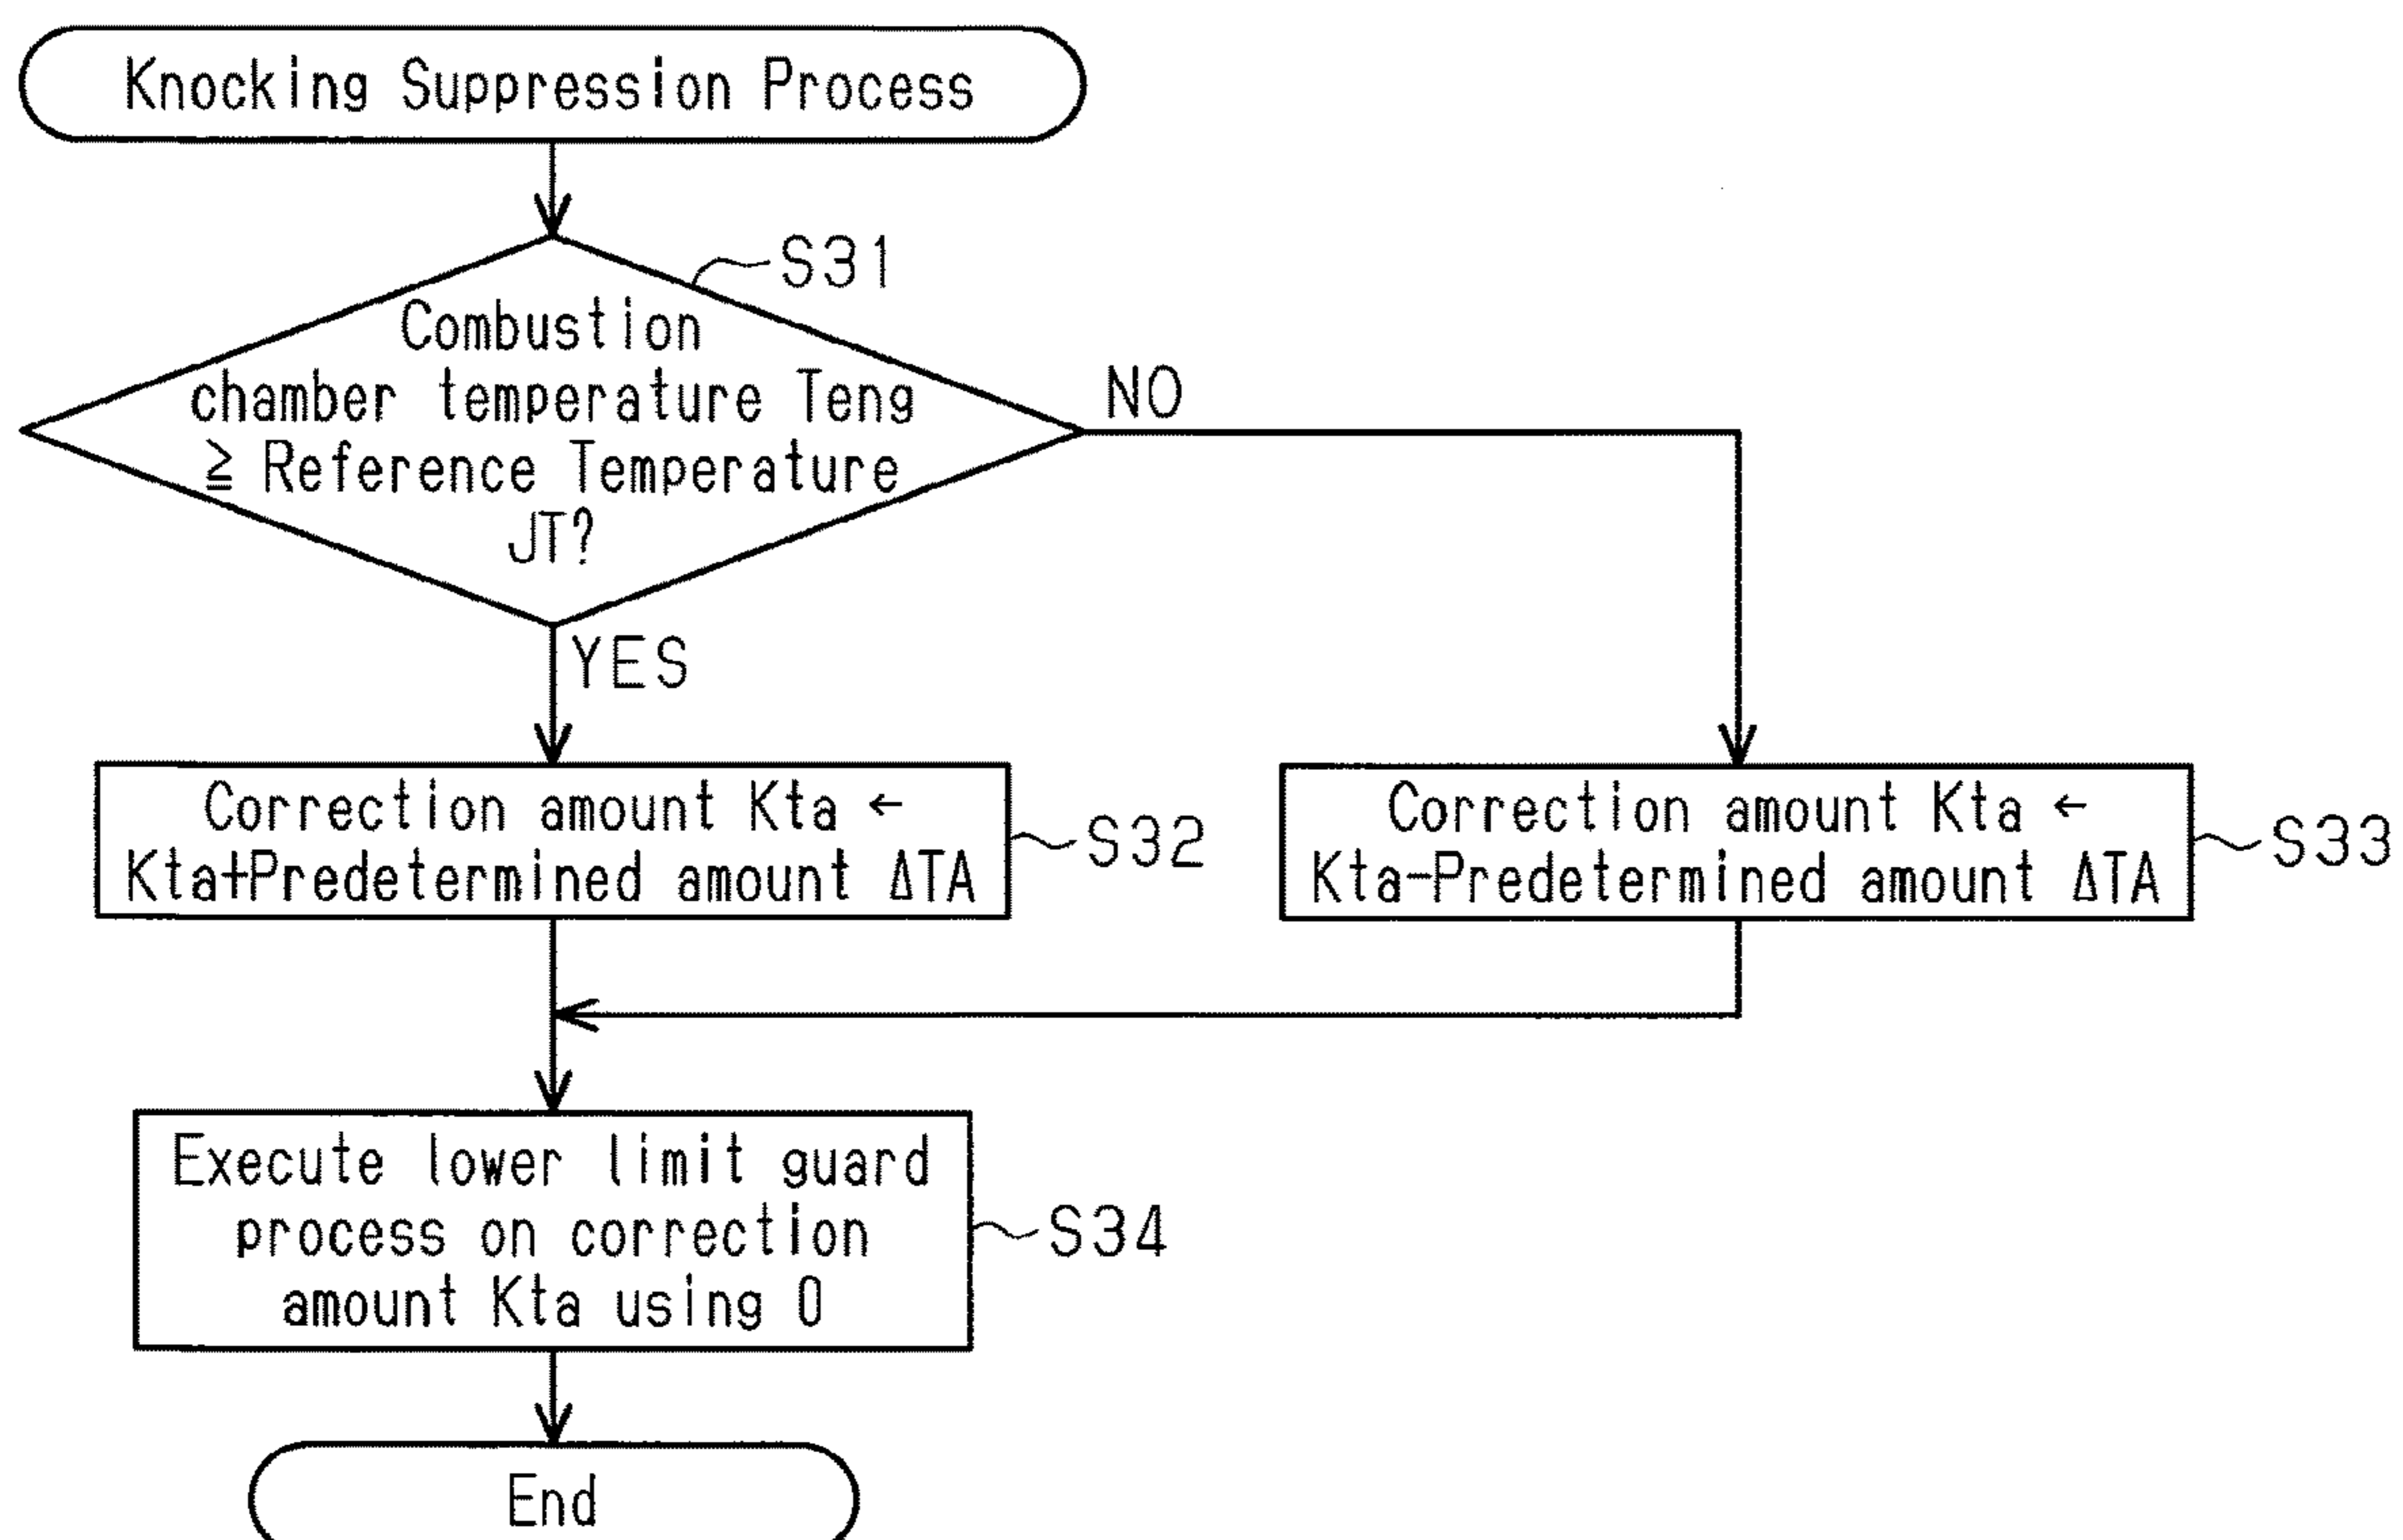 Knocking Suppression Process
S31
Combustion
chamber temperature Teng
≧ Reference Temperature
JT?
NO
YES
Correction amount Kta ←
Kta+Predetermined amount ΔTA
S32
Correction amount Kta ←
Kta-Predetermined amount ΔTA
S33
Execute lower limit guard
process on correction
amount Kta using 0
S34
End